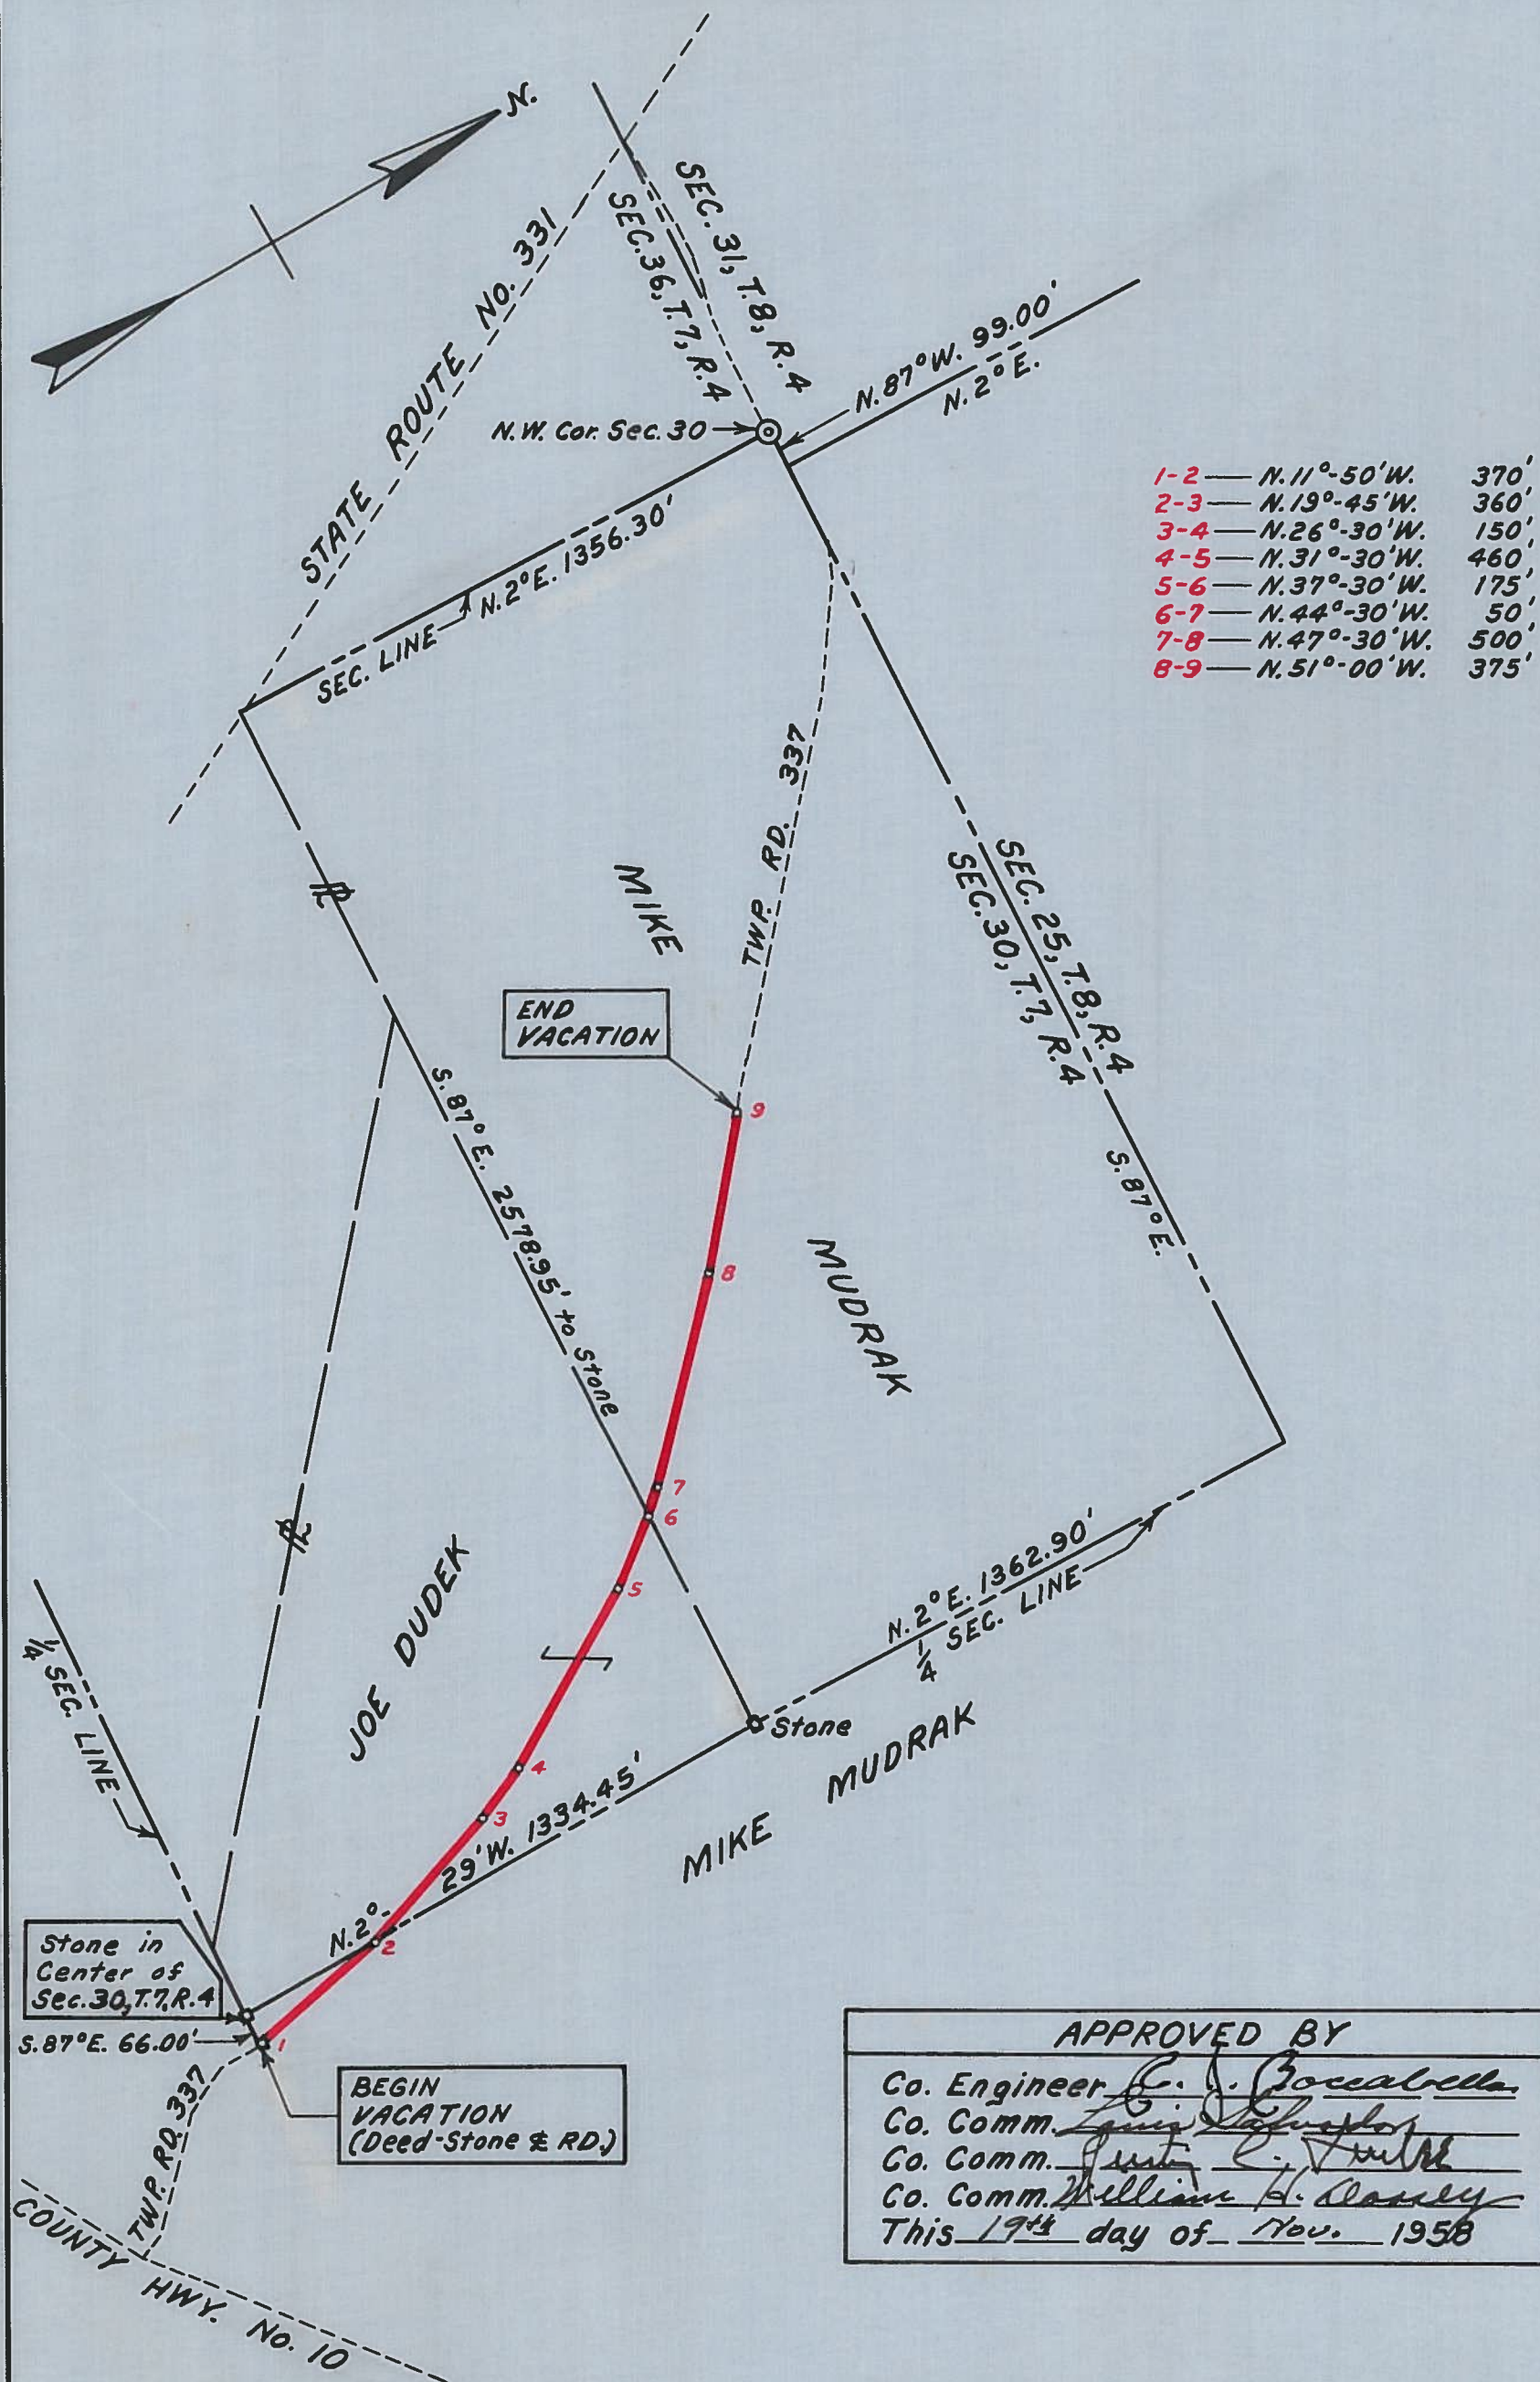 N.
STATE ROUTE NO. 331
SEC. 31, T.8, R.4
SEC. 36, T.7, R.4
N. 87° W. 99.00'
N. 2° E.
N.W. Cor. Sec. 30
1-2 — N. 11°-50' W. 370'
2-3 — N. 19°-45' W. 360'
3-4 — N. 26°-30' W. 150'
4-5 — N. 31°-30' W. 460'
5-6 — N. 37°-30' W. 175'
6-7 — N. 44°-30' W. 50'
7-8 — N. 47°-30' W. 500'
8-9 — N. 51°-00' W. 375'
N. 2° E. 1356.30'
SEC. LINE
TWP. RD. 337
MIKE
MUDRAK
SEC. 25, T.8, R.4
SEC. 30, T.7, R.4
S. 87° E.
END
VACATION
9
8
7
6
5
4
3
2
1
S. 87° E. 2578.95' to Stone
PL
PL
JOE DUDEK
N. 2° E. 1362.90'
1/4 SEC. LINE
Stone
MIKE MUDRAK
N. 2°- 29' W. 1334.45'
1/4 SEC. LINE
Stone in
Center of
Sec. 30, T.7, R.4
S. 87° E. 66.00'
BEGIN
VACATION
(Deed-Stone & RD.)
TWP. RD. 337
COUNTY HWY. No. 10
APPROVED BY
Co. Engineer C. J. Boccabella
Co. Comm. Louis
Co. Comm.
Co. Comm. William H.
This 19th day of Nov. 1958